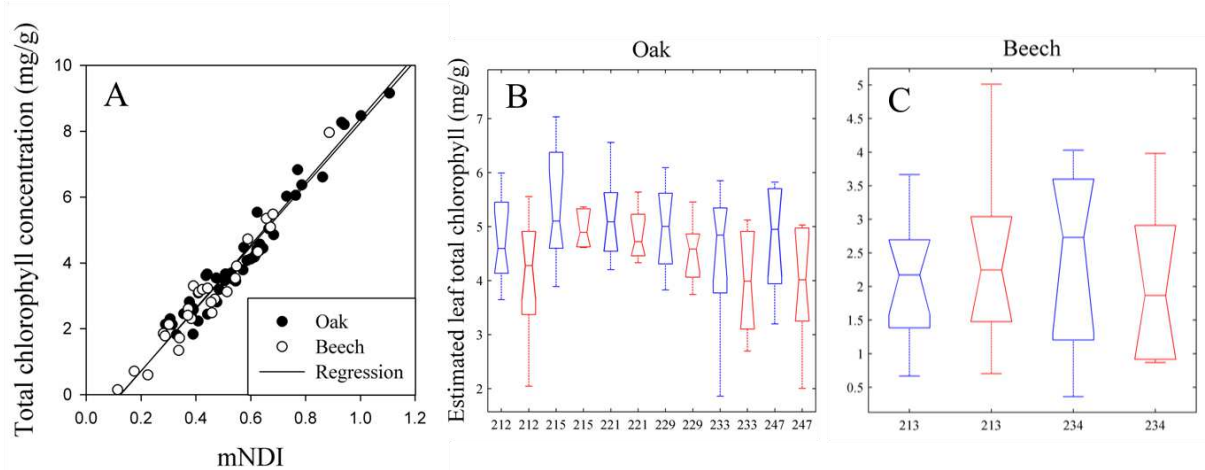 Total chlorophyll concentration (mg/g)
10
8
6
4
2
0
A
Oak
Beech
Regression
0.0 0.2 0.4 0.6 0.8 1.0 1.2
mNDI
Oak
Estimated leaf total chlorophyll (mg/g)
B
7
6
5
4
3
2
212 212 215 215 221 221 229 229 233 233 247 247
Beech
C
5
4.5
4
3.5
3
2.5
2
1.5
1
0.5
213 213 234 234